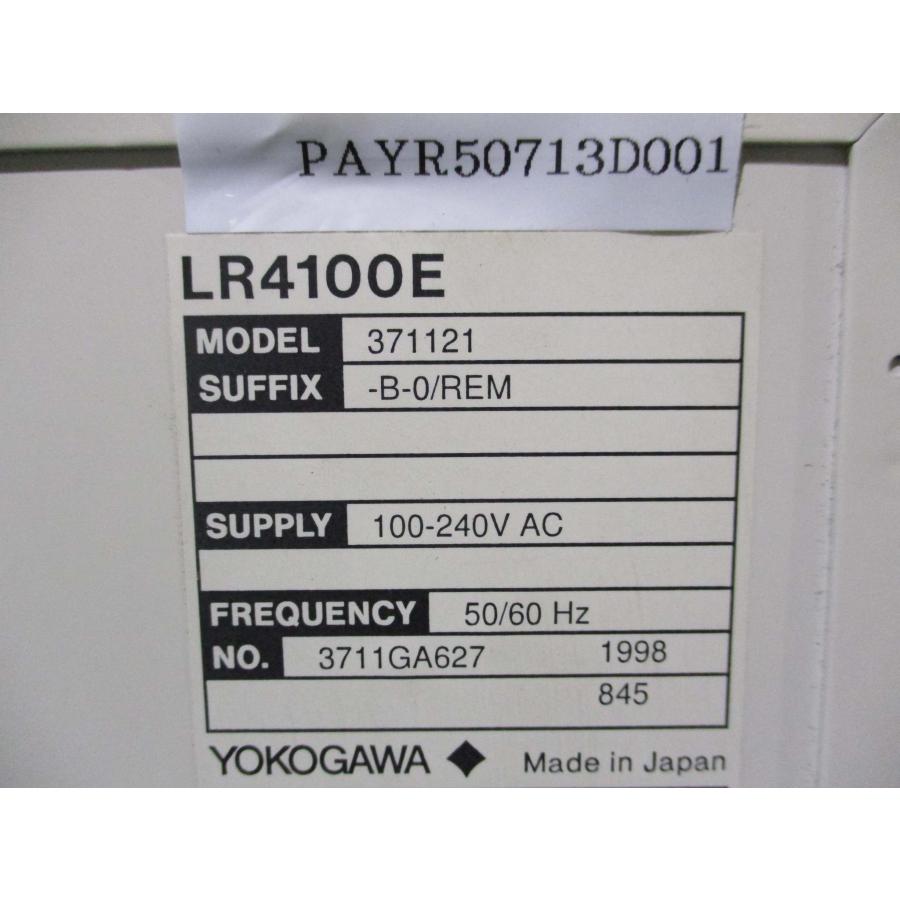 PAYR50713D001
LR4100E
MODEL 371121
SUFFIX -B-0/REM
SUPPLY 100-240V AC
FREQUENCY 50/60 Hz
NO. 3711GA627 1998
845
YOKOGAWA ◆ Made in Japan